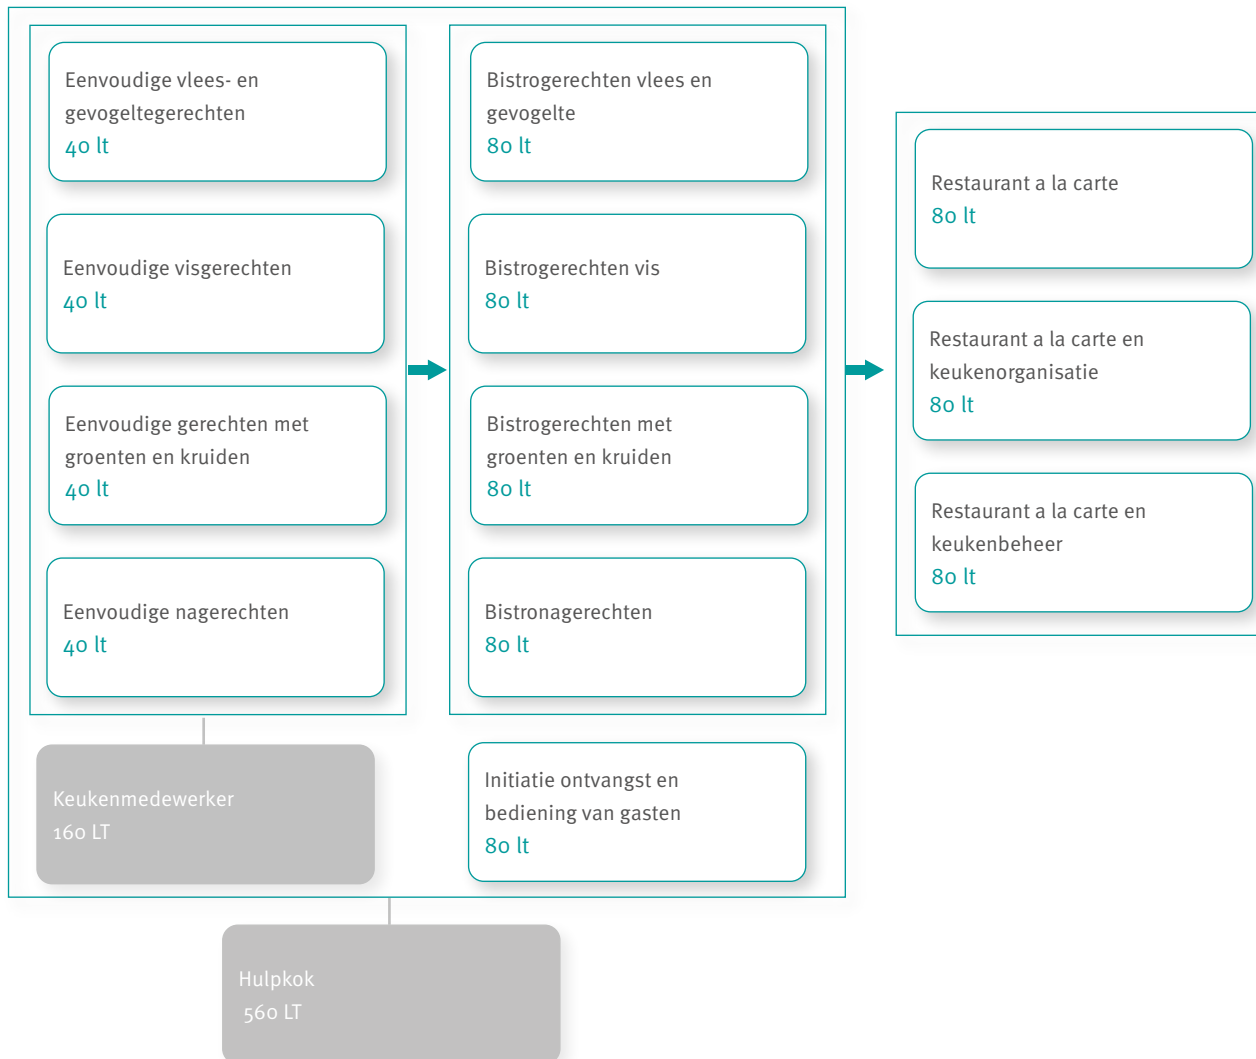 Eenvoudige vlees- en
gevogeltegerechten
40 lt
Eenvoudige visgerechten
40 lt
Eenvoudige gerechten met
groenten en kruiden
40 lt
Eenvoudige nagerechten
40 lt
Keukenmedewerker
160 LT
Bistrogerechten vlees en
gevogelte
80 lt
Bistrogerechten vis
80 lt
Bistrogerechten met
groenten en kruiden
80 lt
Bistronagerechten
80 lt
Initiatie ontvangst en
bediening van gasten
80 lt
Hulpkok
560 LT
Restaurant a la carte
80 lt
Restaurant a la carte en
keukenorganisatie
80 lt
Restaurant a la carte en
keukenbeheer
80 lt